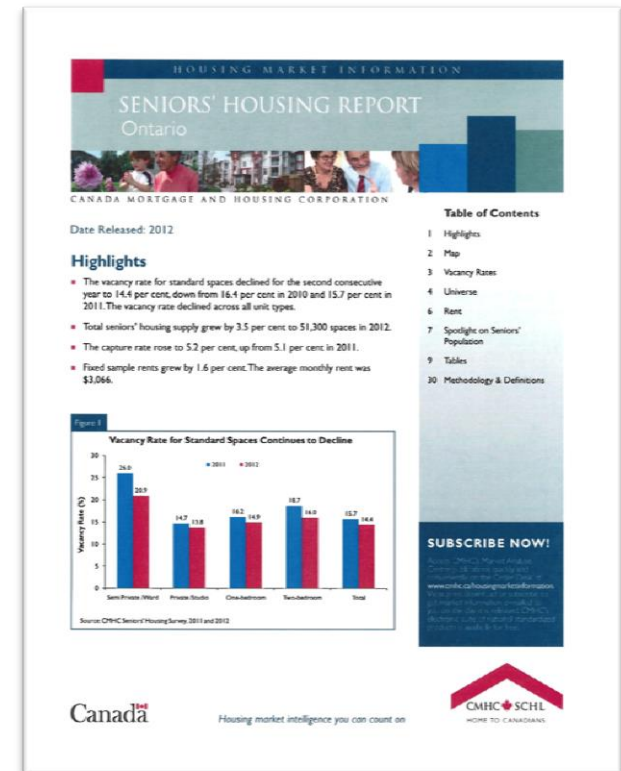 HOUSING MARKET INFORMATION
SENIORS' HOUSING REPORT
Ontario
CANADA MORTGAGE AND HOUSING CORPORATION
Date Released: 2012
Highlights
The vacancy rate for standard spaces declined for the second consecutive
year to 14.4 per cent, down from 16.4 per cent in 2010 and 15.7 per cent in
2011. The vacancy rate declined across all unit types.
Total seniors' housing supply grew by 3.5 per cent to 51,300 spaces in 2012.
The capture rate rose to 5.2 per cent, up from 5.1 per cent in 2011.
Fixed sample rents grew by 1.6 per cent. The average monthly rent was
$3,066.
Figure 1
Vacancy Rate for Standard Spaces Continues to Decline
Vacancy Rate (%)
30
25
20
15
10
5
0
2011 2012
26.0 20.9
14.7 13.8
16.2 14.9
18.7 16.0
15.7 14.4
Semi Private/Ward Private/Studio One-bedroom Two-bedroom Total
Source: CMHC Seniors' Housing Survey, 2011 and 2012
Table of Contents
1 Highlights
2 Map
3 Vacancy Rates
4 Universe
6 Rent
7 Spotlight on Seniors'
Population
9 Tables
30 Methodology & Definitions
SUBSCRIBE NOW!
www.cmhc.ca/housingmarketinformation
Canada
Housing market intelligence you can count on
CMHC SCHL
HOME TO CANADIANS